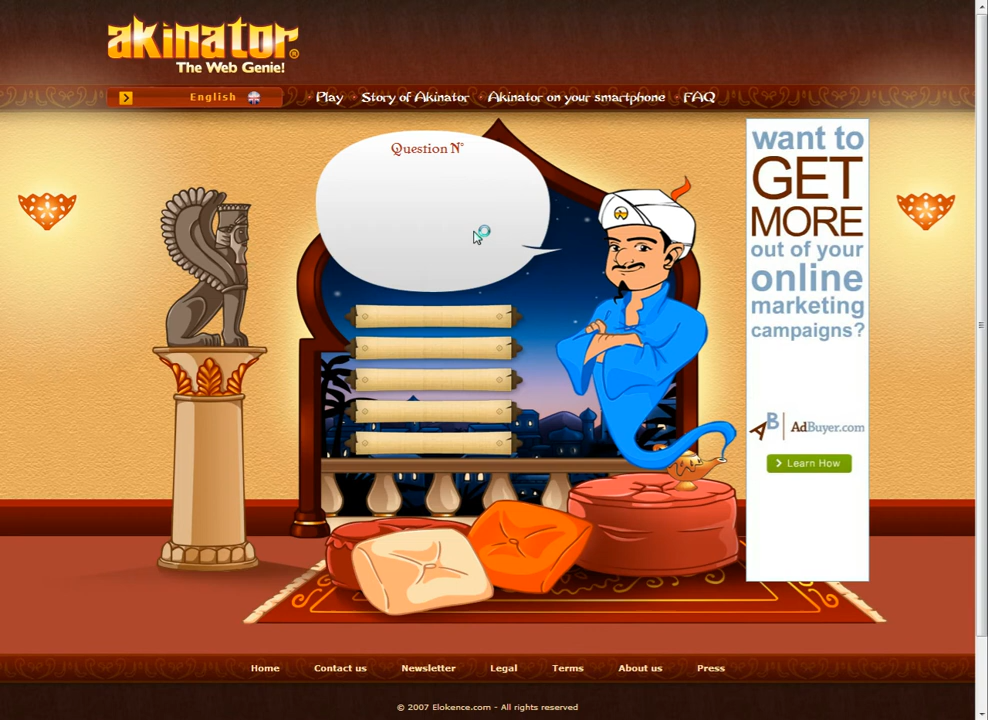 akinator®
The Web Genie!
English
Play
Story of Akinator
Akinator on your smartphone
FAQ
Question N°
want to
GET
MORE
out of your
online
marketing
campaigns?
AB AdBuyer.com
Learn How
Home
Contact us
Newsletter
Legal
Terms
About us
Press
© 2007 Elokence.com - All rights reserved